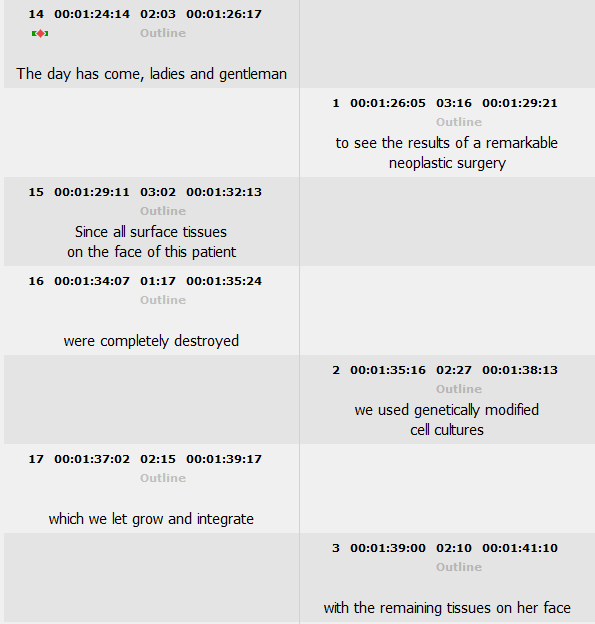 14 00:01:24:14 02:03 00:01:26:17
Outline
The day has come, ladies and gentleman
1 00:01:26:05 03:16 00:01:29:21
Outline
to see the results of a remarkable
neoplastic surgery
15 00:01:29:11 03:02 00:01:32:13
Outline
Since all surface tissues
on the face of this patient
16 00:01:34:07 01:17 00:01:35:24
Outline
were completely destroyed
2 00:01:35:16 02:27 00:01:38:13
Outline
we used genetically modified
cell cultures
17 00:01:37:02 02:15 00:01:39:17
Outline
which we let grow and integrate
3 00:01:39:00 02:10 00:01:41:10
Outline
with the remaining tissues on her face